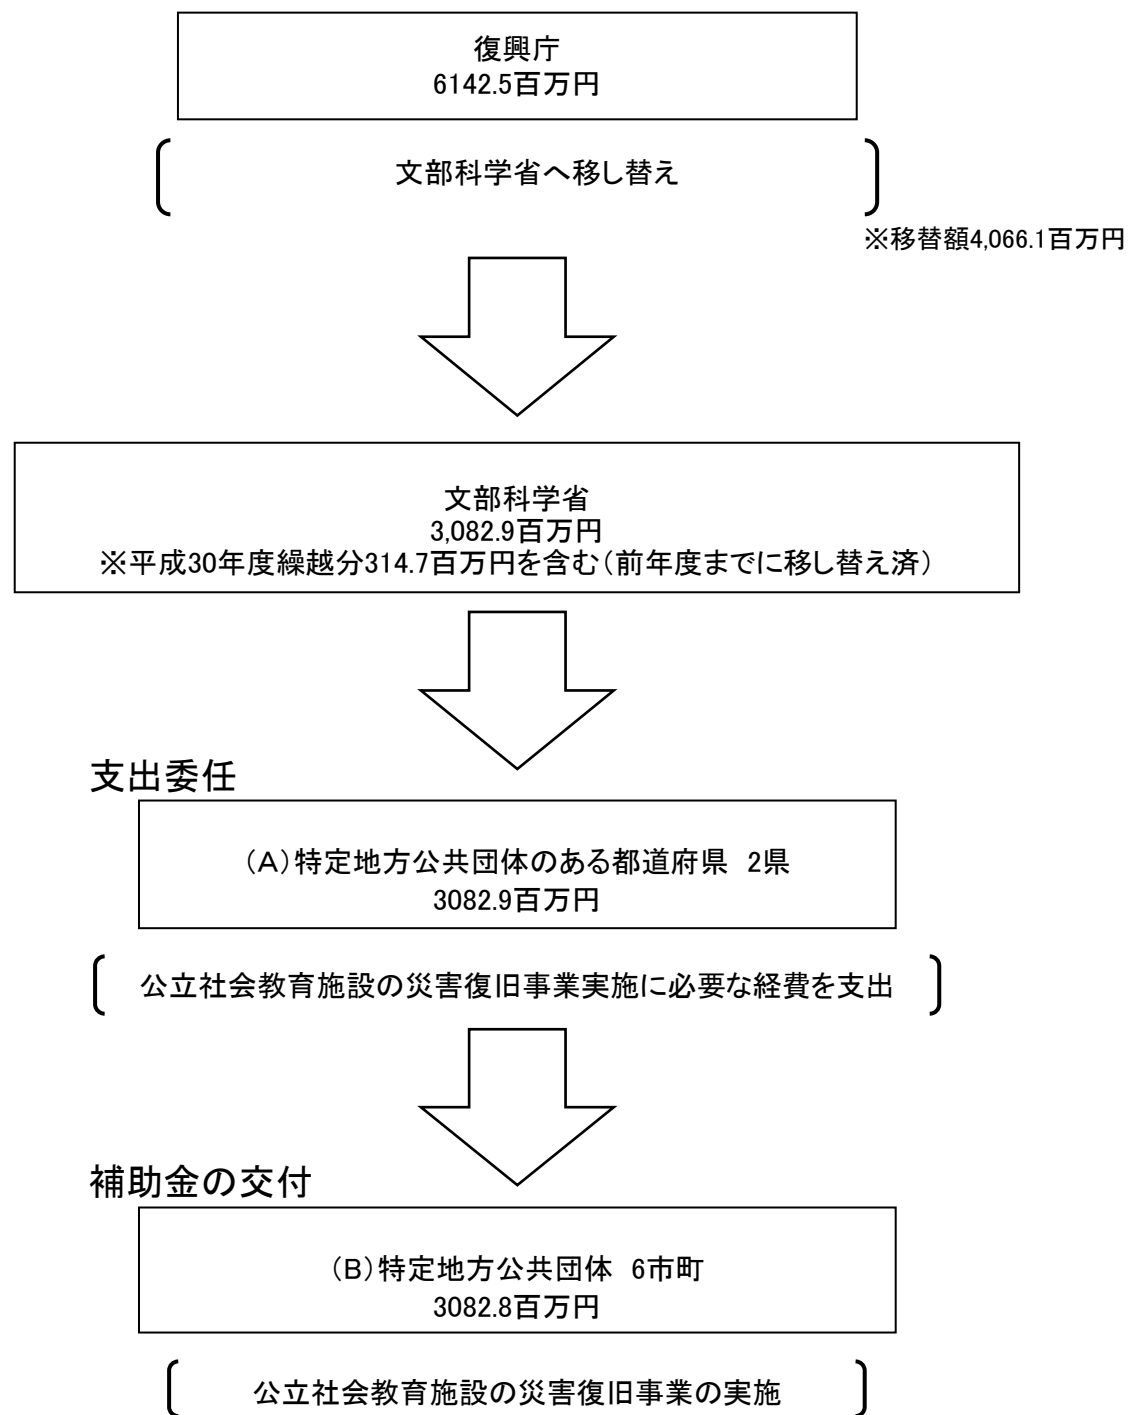 復興庁
6142.5百万円
文部科学省へ移し替え
※移替額4,066.1百万円
文部科学省
3,082.9百万円
※平成30年度繰越分314.7百万円を含む（前年度までに移し替え済）
支出委任
（Ａ）特定地方公共団体のある都道府県　2県
3082.9百万円
公立社会教育施設の災害復旧事業実施に必要な経費を支出
補助金の交付
（Ｂ）特定地方公共団体　6市町
3082.8百万円
公立社会教育施設の災害復旧事業の実施